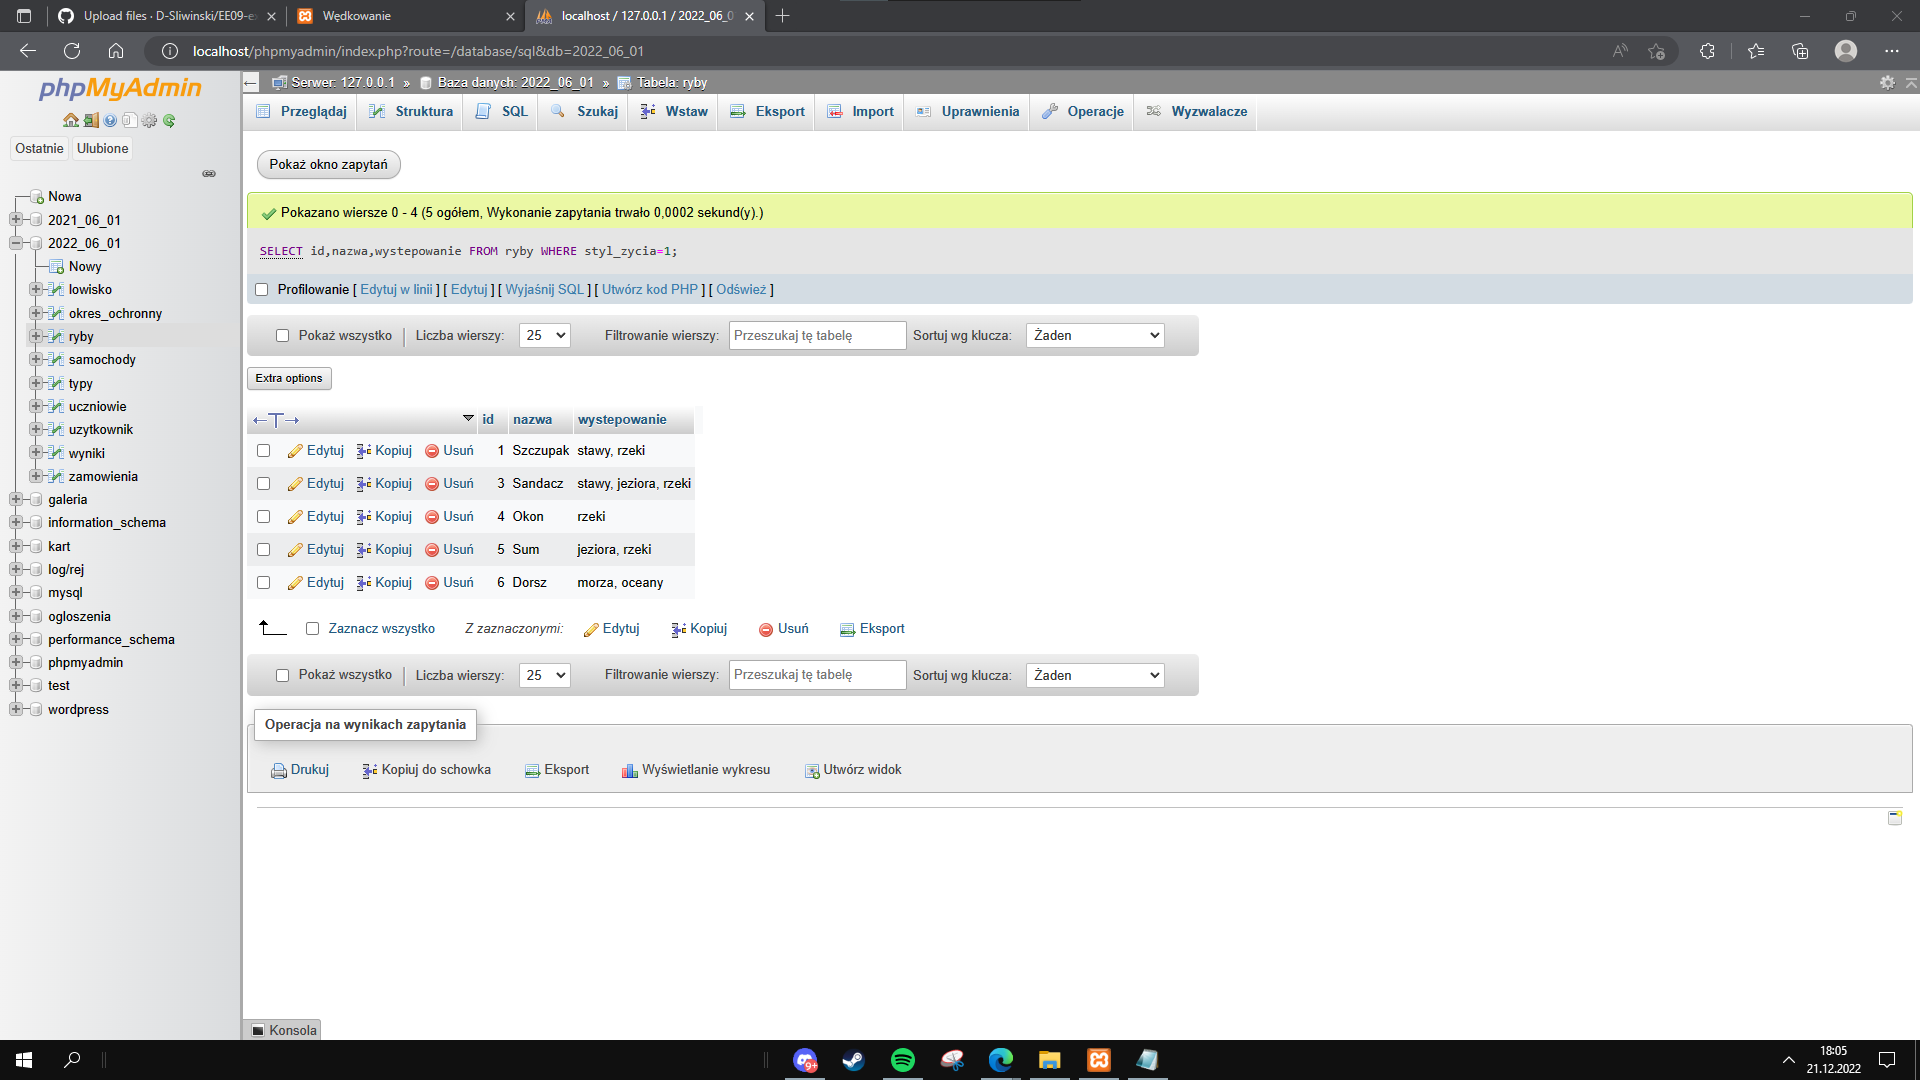 Upload files · D-Sliwinski/EE09-e
Wędkowanie
localhost / 127.0.0.1 / 2022_06_0
localhost/phpmyadmin/index.php?route=/database/sql&db=2022_06_01
phpMyAdmin
Ostatnie Ulubione
Nowa
2021_06_01
2022_06_01
Nowy
lowisko
okres_ochronny
ryby
samochody
typy
uczniowie
uzytkownik
wyniki
zamowienia
galeria
information_schema
kart
log/rej
mysql
ogloszenia
performance_schema
phpmyadmin
test
wordpress
Serwer: 127.0.0.1 » Baza danych: 2022_06_01 » Tabela: ryby
Przeglądaj Struktura SQL Szukaj Wstaw Eksport Import Uprawnienia Operacje Wyzwalacze
Pokaż okno zapytań
Pokazano wiersze 0 - 4 (5 ogółem, Wykonanie zapytania trwało 0,0002 sekund(y).)
SELECT id,nazwa,wystepowanie FROM ryby WHERE styl_zycia=1;
Profilowanie [ Edytuj w linii ] [ Edytuj ] [ Wyjaśnij SQL ] [ Utwórz kod PHP ] [ Odśwież ]
Pokaż wszystko Liczba wierszy: 25 Filtrowanie wierszy: Przeszukaj tę tabelę Sortuj wg klucza: Żaden
Extra options
←T→ id nazwa wystepowanie
Edytuj Kopiuj Usuń 1 Szczupak stawy, rzeki
Edytuj Kopiuj Usuń 3 Sandacz stawy, jeziora, rzeki
Edytuj Kopiuj Usuń 4 Okon rzeki
Edytuj Kopiuj Usuń 5 Sum jeziora, rzeki
Edytuj Kopiuj Usuń 6 Dorsz morza, oceany
Zaznacz wszystko Z zaznaczonymi: Edytuj Kopiuj Usuń Eksport
Pokaż wszystko Liczba wierszy: 25 Filtrowanie wierszy: Przeszukaj tę tabelę Sortuj wg klucza: Żaden
Operacja na wynikach zapytania
Drukuj Kopiuj do schowka Eksport Wyświetlanie wykresu Utwórz widok
Konsola
9+
18:05
21.12.2022